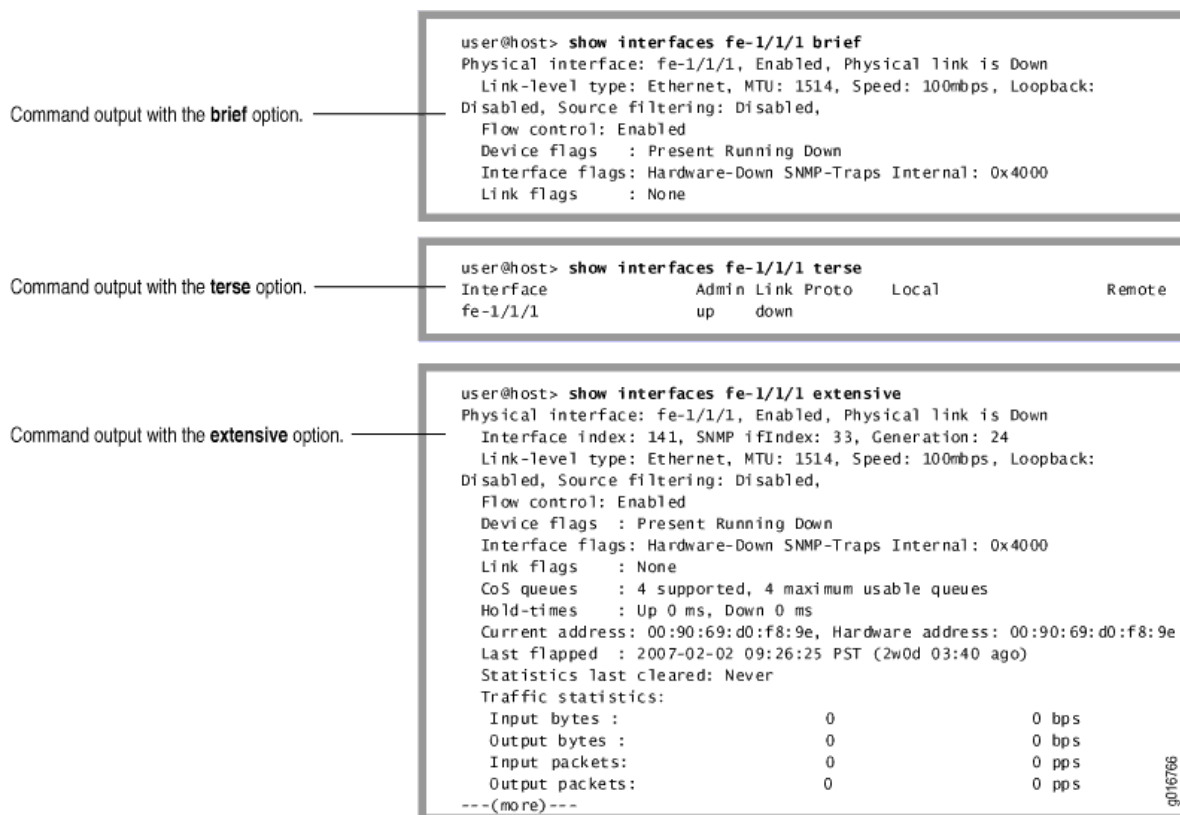 user@host> show interfaces fe-1/1/1 brief
Physical interface: fe-1/1/1, Enabled, Physical link is Down
Link-level type: Ethernet, MTU: 1514, Speed: 100mbps, Loopback:
Command output with the brief option.
Disabled, Source filtering: Disabled,
Flow control: Enabled
Device flags : Present Running Down
Interface flags: Hardware-Down SNMP-Traps Internal: 0x4000
Link flags : None
user@host> show interfaces fe-1/1/1 terse
Command output with the terse option.
Interface Admin Link Proto Local Remote
fe-1/1/1 up down
user@host> show interfaces fe-1/1/1 extensive
Physical interface: fe-1/1/1, Enabled, Physical link is Down
Command output with the extensive option.
Interface index: 141, SNMP ifIndex: 33, Generation: 24
Link-level type: Ethernet, MTU: 1514, Speed: 100mbps, Loopback:
Disabled, Source filtering: Disabled,
Flow control: Enabled
Device flags : Present Running Down
Interface flags: Hardware-Down SNMP-Traps Internal: 0x4000
Link flags : None
CoS queues : 4 supported, 4 maximum usable queues
Hold-times : Up 0 ms, Down 0 ms
Current address: 00:90:69:d0:f8:9e, Hardware address: 00:90:69:d0:f8:9e
Last flapped : 2007-02-02 09:26:25 PST (2w0d 03:40 ago)
Statistics last cleared: Never
Traffic statistics:
Input bytes : 0 0 bps
Output bytes : 0 0 bps
Input packets: 0 0 pps
Output packets: 0 0 pps
---(more)---
g016766